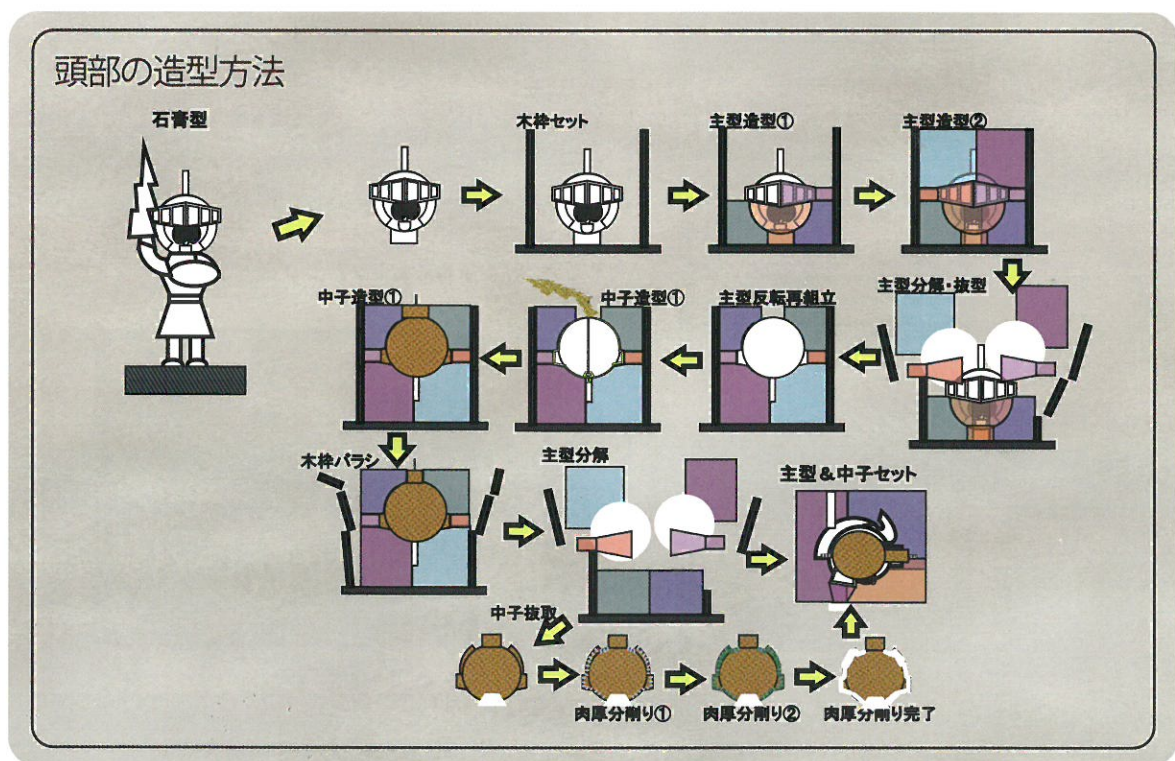 頭部の造型方法
石膏型
木枠セット
主型造型①
主型造型②
主型分解・抜型
主型反転再組立
中子造型①
中子造型①
木枠バラシ
主型分解
主型&中子セット
中子抜取
肉厚分削り①
肉厚分削り②
肉厚分削り完了